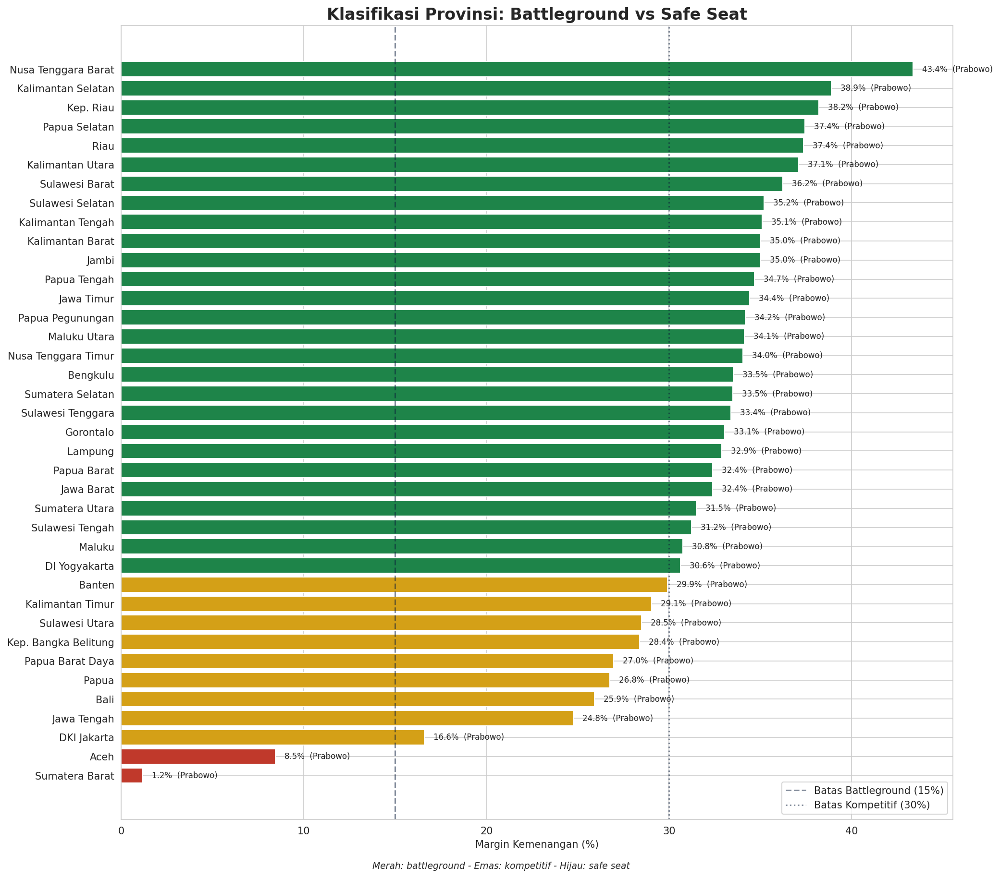 Klasifikasi Provinsi: Battleground vs Safe Seat
Nusa Tenggara Barat 43.4% (Prabowo)
Kalimantan Selatan 38.9% (Prabowo)
Kep. Riau 38.2% (Prabowo)
Papua Selatan 37.4% (Prabowo)
Riau 37.4% (Prabowo)
Kalimantan Utara 37.1% (Prabowo)
Sulawesi Barat 36.2% (Prabowo)
Sulawesi Selatan 35.2% (Prabowo)
Kalimantan Tengah 35.1% (Prabowo)
Kalimantan Barat 35.0% (Prabowo)
Jambi 35.0% (Prabowo)
Papua Tengah 34.7% (Prabowo)
Jawa Timur 34.4% (Prabowo)
Papua Pegunungan 34.2% (Prabowo)
Maluku Utara 34.1% (Prabowo)
Nusa Tenggara Timur 34.0% (Prabowo)
Bengkulu 33.5% (Prabowo)
Sumatera Selatan 33.5% (Prabowo)
Sulawesi Tenggara 33.4% (Prabowo)
Gorontalo 33.1% (Prabowo)
Lampung 32.9% (Prabowo)
Papua Barat 32.4% (Prabowo)
Jawa Barat 32.4% (Prabowo)
Sumatera Utara 31.5% (Prabowo)
Sulawesi Tengah 31.2% (Prabowo)
Maluku 30.8% (Prabowo)
DI Yogyakarta 30.6% (Prabowo)
Banten 29.9% (Prabowo)
Kalimantan Timur 29.1% (Prabowo)
Sulawesi Utara 28.5% (Prabowo)
Kep. Bangka Belitung 28.4% (Prabowo)
Papua Barat Daya 27.0% (Prabowo)
Papua 26.8% (Prabowo)
Bali 25.9% (Prabowo)
Jawa Tengah 24.8% (Prabowo)
DKI Jakarta 16.6% (Prabowo)
Aceh 8.5% (Prabowo)
Sumatera Barat 1.2% (Prabowo)
Batas Battleground (15%)
Batas Kompetitif (30%)
0 10 20 30 40
Margin Kemenangan (%)
Merah: battleground - Emas: kompetitif - Hijau: safe seat